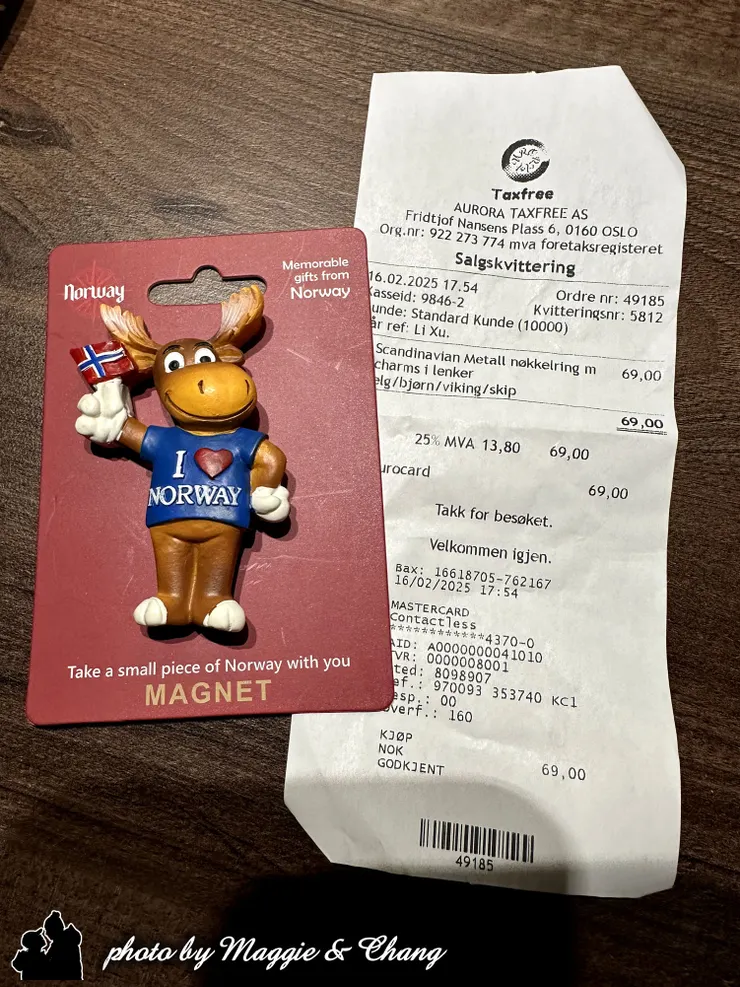 Norway
Memorable
gifts from
Norway
I
NORWAY
Take a small piece of Norway with you
MAGNET
Taxfree
AURORA TAXFREE AS
Fridtjof Nansens Plass 6, 0160 OSLO
Org.nr: 922 273 774 mva foretaksregisteret
Salgskvittering
16.02.2025 17.54 Ordre nr: 49185
Kasseid: 9846-2 Kvitteringsnr: 5812
unde: Standard Kunde (10000)
år ref: Li Xu.
Scandinavian Metall nøkkelring m 69,00
charms i lenker
elg/bjørn/viking/skip
69,00
25% MVA 13,80 69,00
urocard
69,00
Takk for besøket.
Velkommen igjen.
Bax: 16618705-762167
16/02/2025 17:54
MASTERCARD
Contactless
************4370-0
AID: A0000000041010
TVR: 0000008001
ted: 8098907
ef.: 970093 353740 KC1
esp.: 00
verf.: 160
KJØP
NOK
GODKJENT 69,00
49185
photo by Maggie & Chang